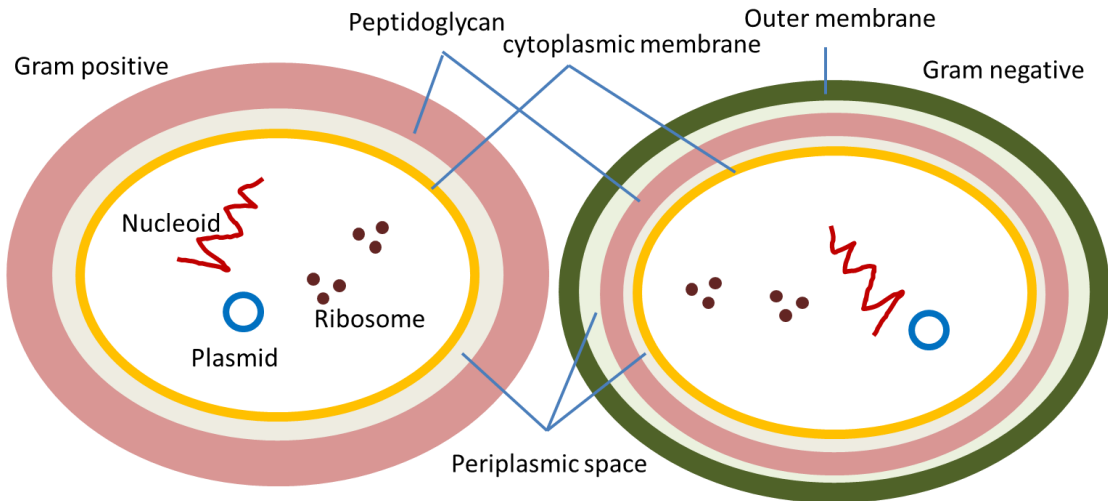 Peptidoglycan
Outer membrane
cytoplasmic membrane
Gram positive
Gram negative
Nucleoid
Ribosome
Plasmid
Periplasmic space